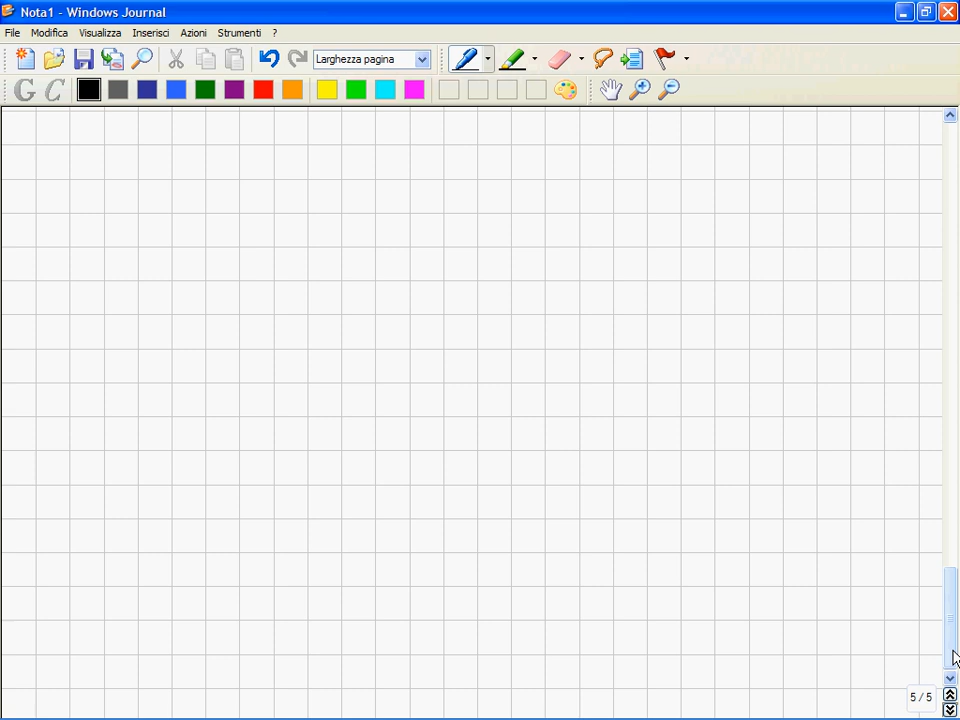 Nota1 - Windows Journal
File Modifica Visualizza Inserisci Azioni Strumenti ?
Larghezza pagina
G C
5/5